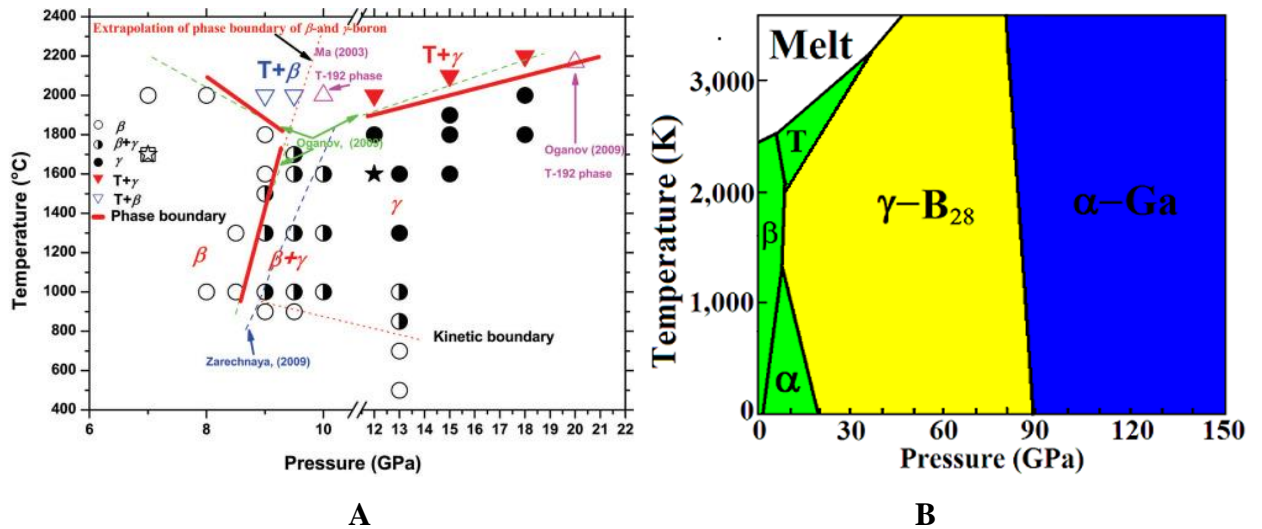 Extrapolation of phase boundary of β-and γ-boron
Ma (2003)
T+β
T-192 phase
T+γ
Oganov, (2009)
β
β+γ
γ
T+γ
T+β
Phase boundary
Oganov (2009)
T-192 phase
γ
β
β+γ
Kinetic boundary
Zarechnaya, (2009)
2400
2200
2000
1800
1600
1400
1200
1000
800
600
400
Temperature (°C)
6 8 10 12 13 14 15 16 17 18 19 20 21 22
Pressure (GPa)
A
Melt
T
β
α
γ–B28
α–Ga
3,000
2,000
1,000
0
Temperature (K)
0 30 60 90 120 150
Pressure (GPa)
B